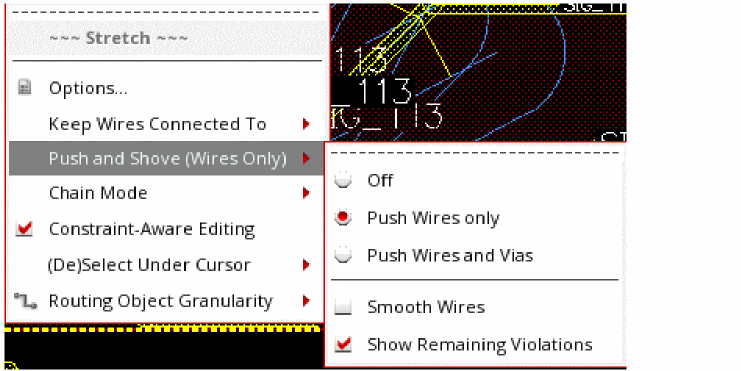 ~~~ Stretch ~~~
Options...
Keep Wires Connected To
Push and Shove (Wires Only)
Chain Mode
Constraint-Aware Editing
(De)Select Under Cursor
Routing Object Granularity
113
_113
IG_113
Off
Push Wires only
Push Wires and Vias
Smooth Wires
Show Remaining Violations